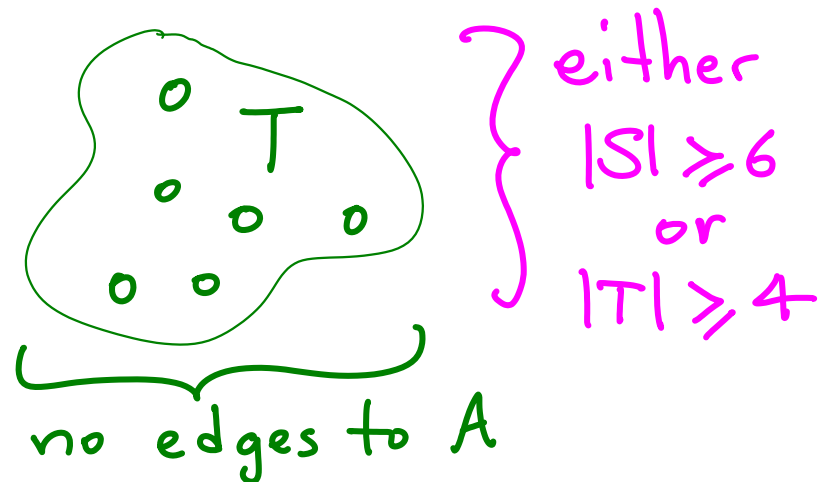 T
either
|S| ⩾ 6
or
|T| ⩾ 4
no edges to A